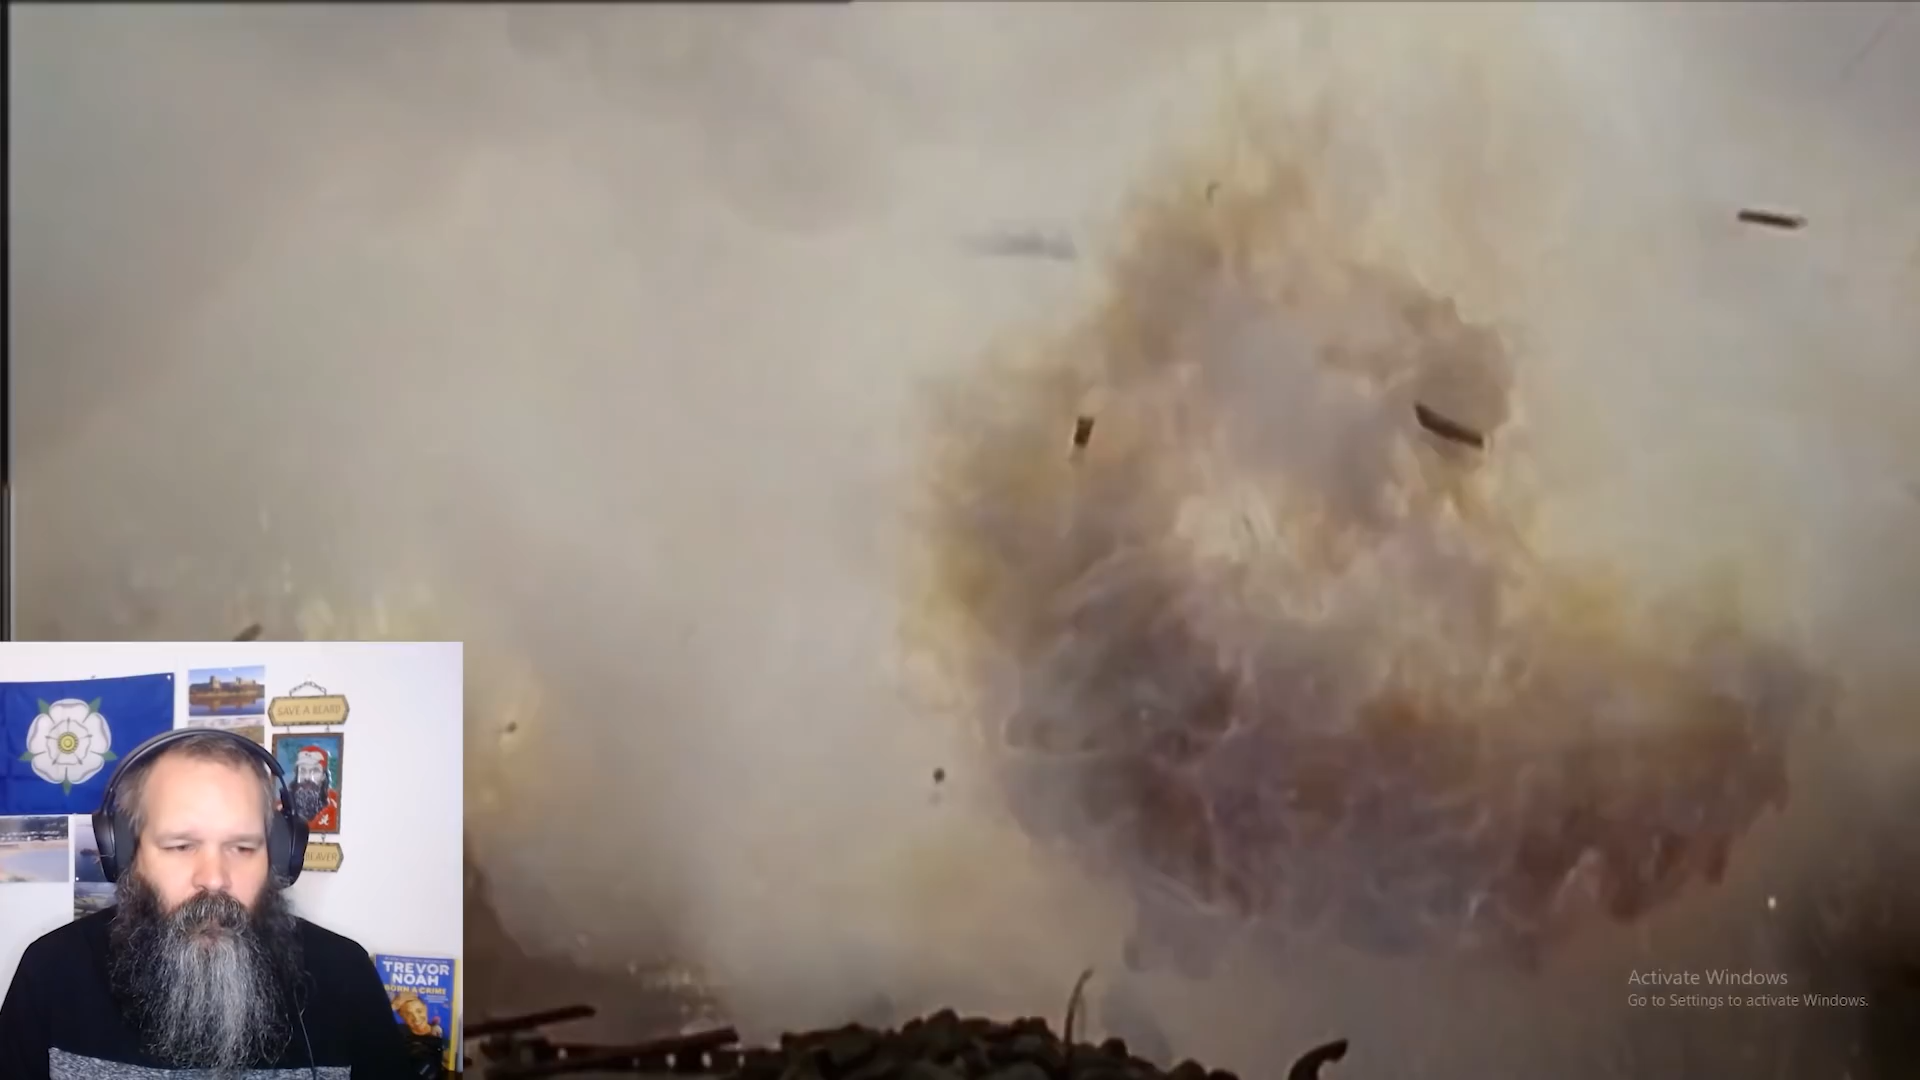 SAVE A BEARD
BEAVER
TREVOR
NOAH
BORN A CRIME
Activate Windows
Go to Settings to activate Windows.